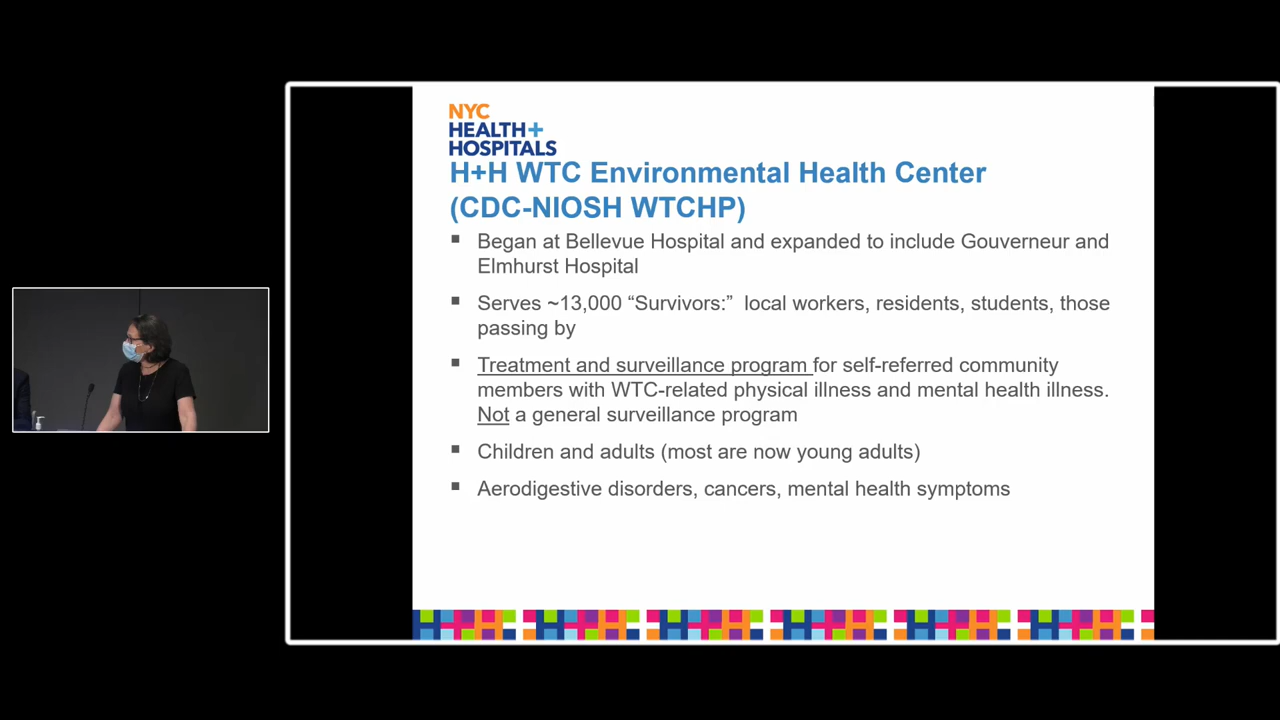 NYC
HEALTH+
HOSPITALS
H+H WTC Environmental Health Center
(CDC-NIOSH WTCHP)
▪ Began at Bellevue Hospital and expanded to include Gouverneur and
Elmhurst Hospital
▪ Serves ~13,000 “Survivors:”  local workers, residents, students, those
passing by
▪ Treatment and surveillance program for self-referred community
members with WTC-related physical illness and mental health illness.
Not a general surveillance program
▪ Children and adults (most are now young adults)
▪ Aerodigestive disorders, cancers, mental health symptoms